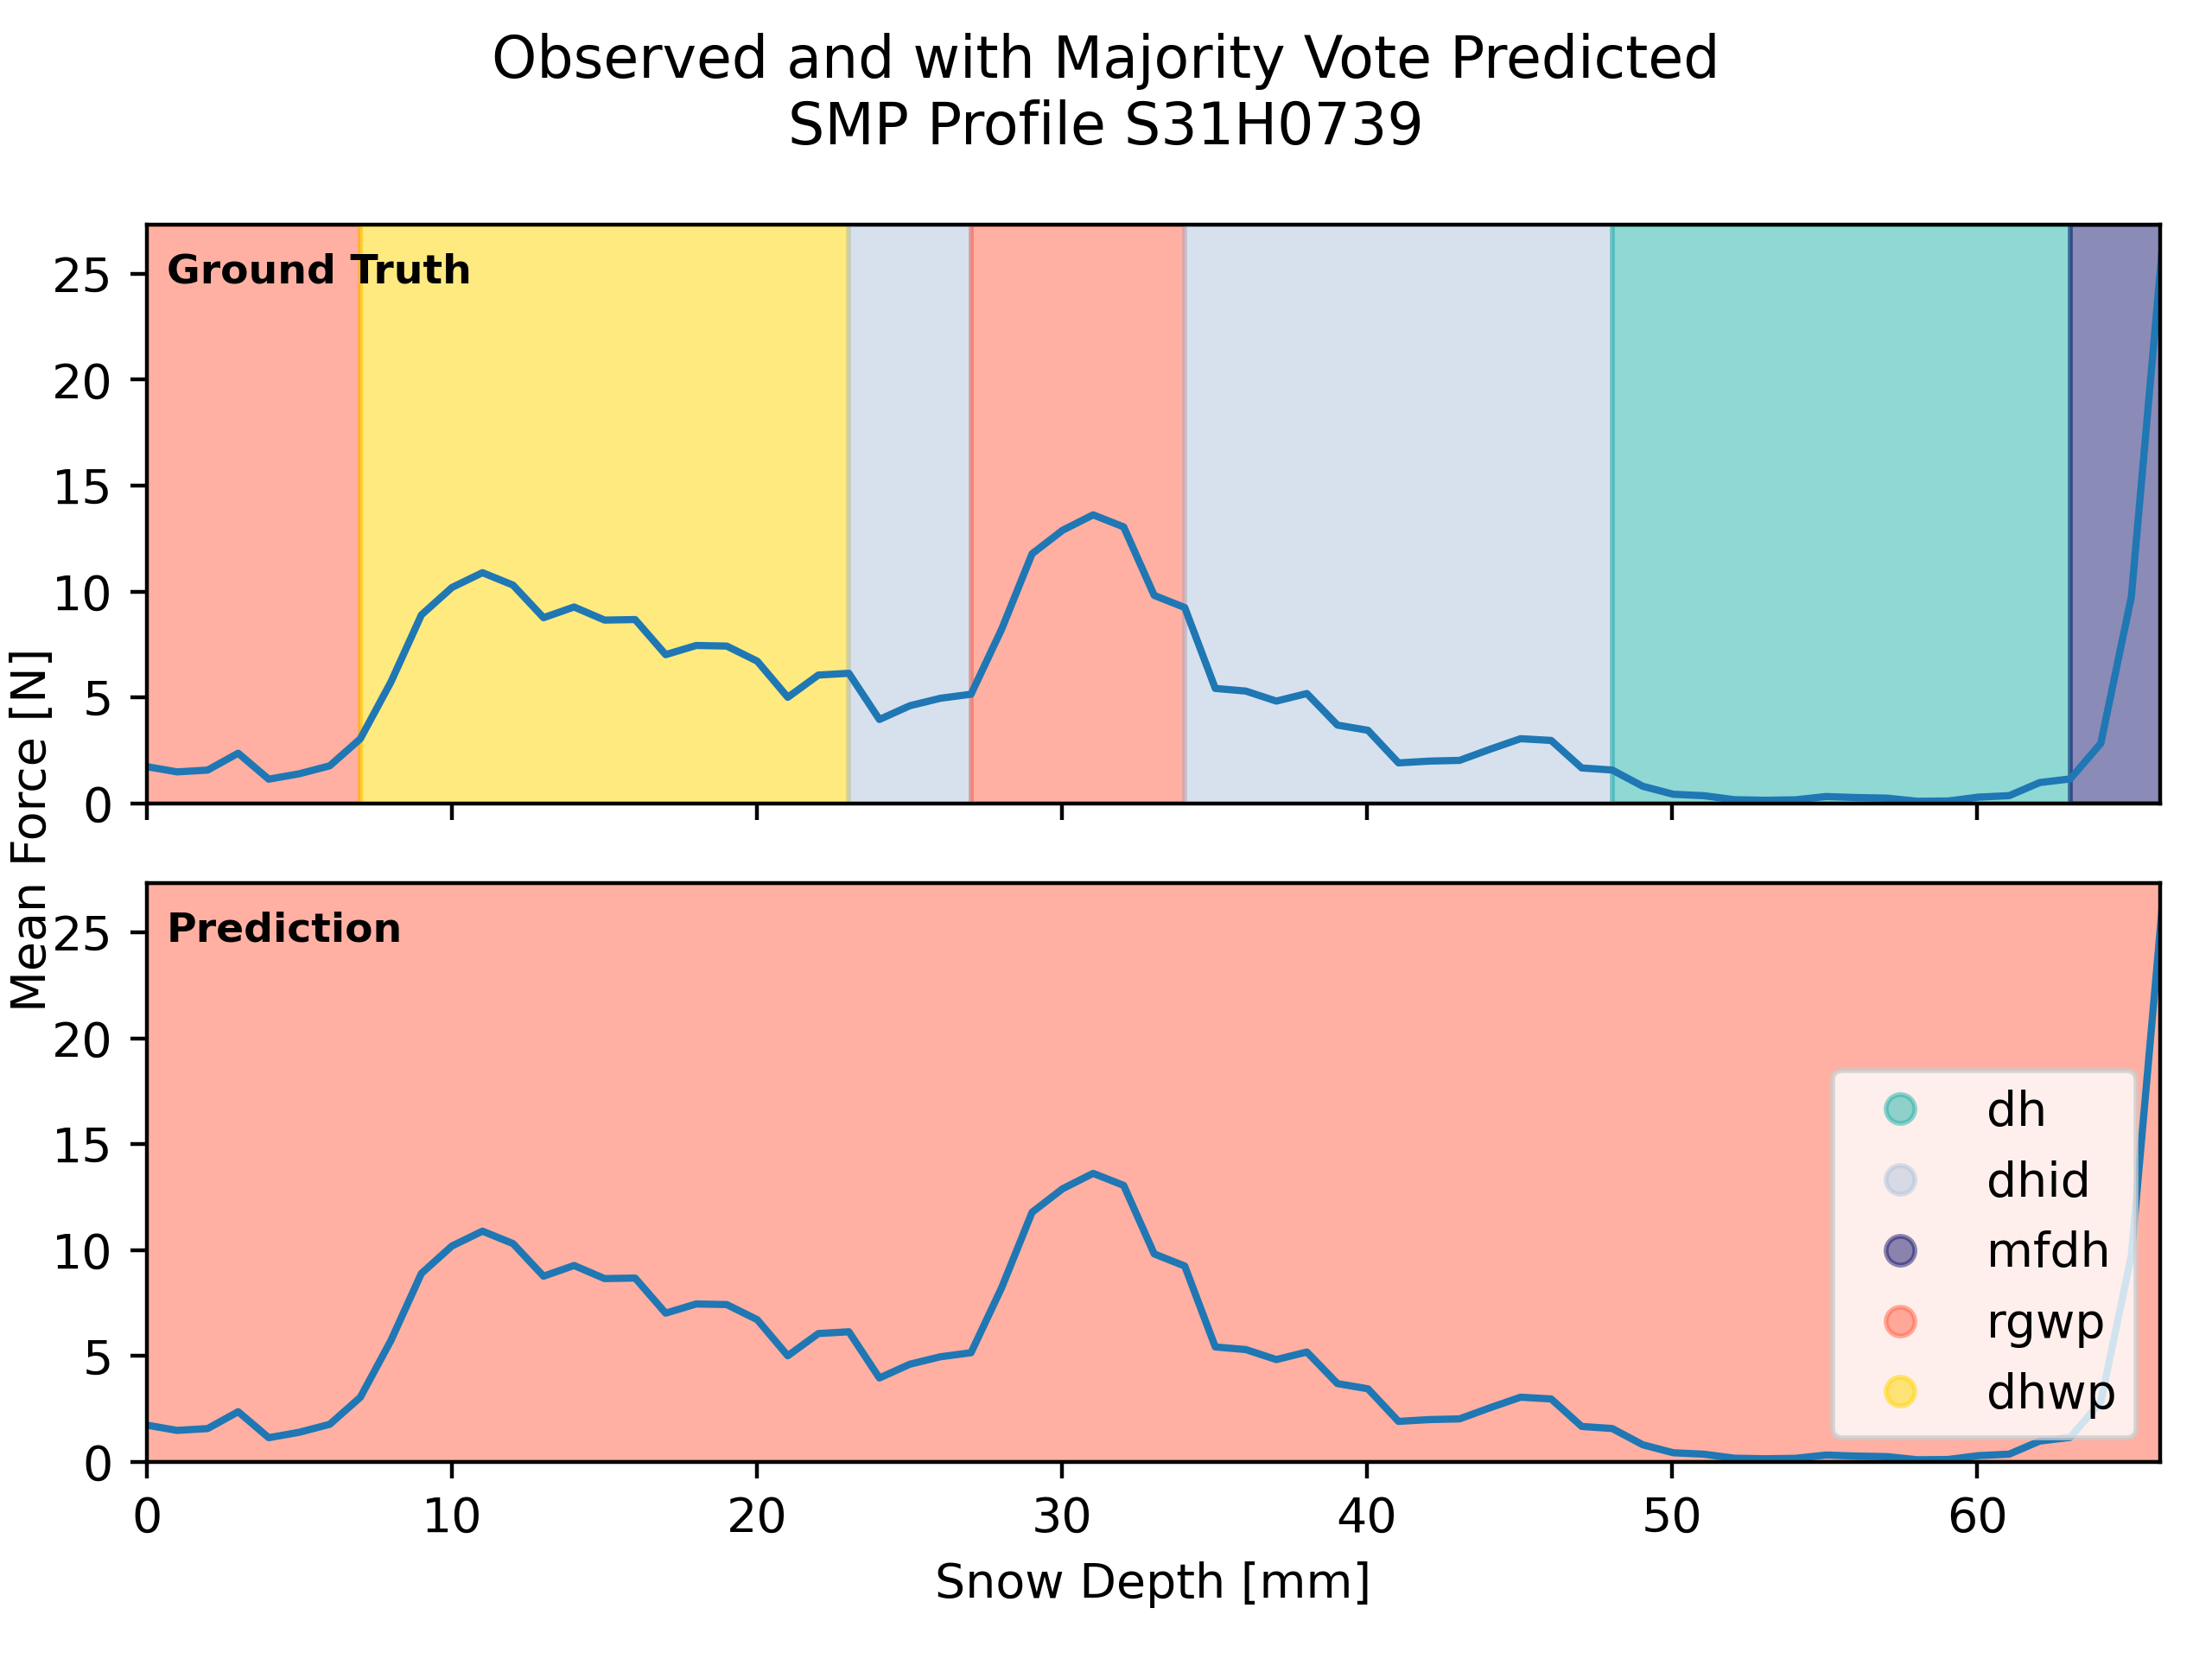 Observed and with Majority Vote Predicted
SMP Profile S31H0739
Ground Truth
25
20
15
10
5
0
Mean Force [N]
Prediction
25
20
15
10
5
0
dh
dhid
mfdh
rgwp
dhwp
0 10 20 30 40 50 60
Snow Depth [mm]